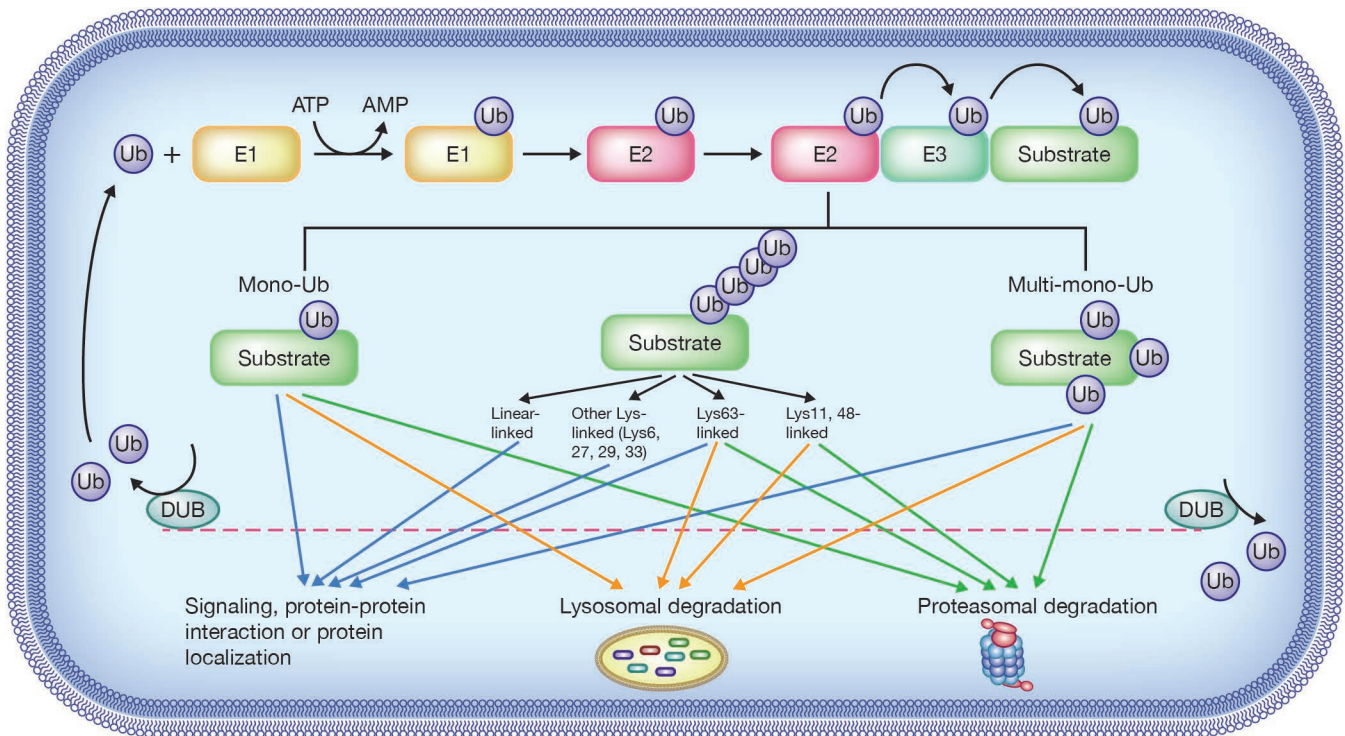 ATP AMP
Ub + E1
Ub
E1
Ub
E2
Ub
E2
Ub
E3
Ub
Substrate
Mono-Ub
Ub
Substrate
Ub
Ub
Ub
Ub
Substrate
Multi-mono-Ub
Ub
Substrate
Ub
Ub
Linear-
linked
Other Lys-
linked (Lys6,
27, 29, 33)
Lys63-
linked
Lys11, 48-
linked
Ub
Ub
DUB
DUB
Ub
Ub
Signaling, protein-protein
interaction or protein
localization
Lysosomal degradation
Proteasomal degradation